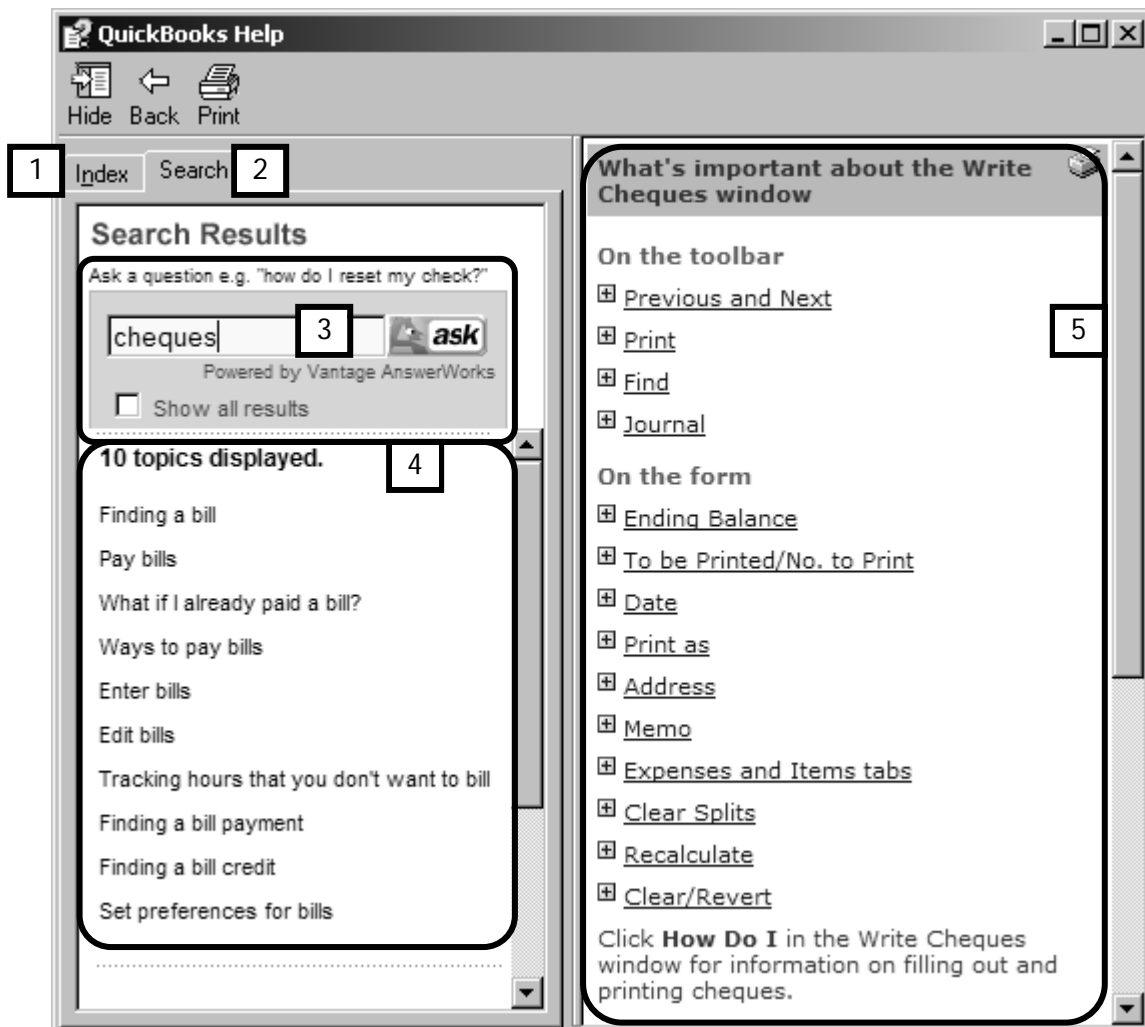 QuickBooks Help
Hide Back Print
1 Index Search 2
Search Results
Ask a question e.g. "how do I reset my check?"
cheques 3 ask
Powered by Vantage AnswerWorks
Show all results
10 topics displayed. 4
Finding a bill
Pay bills
What if I already paid a bill?
Ways to pay bills
Enter bills
Edit bills
Tracking hours that you don't want to bill
Finding a bill payment
Finding a bill credit
Set preferences for bills
What's important about the Write
Cheques window
On the toolbar
Previous and Next
5
Print
Find
Journal
On the form
Ending Balance
To be Printed/No. to Print
Date
Print as
Address
Memo
Expenses and Items tabs
Clear Splits
Recalculate
Clear/Revert
Click How Do I in the Write Cheques
window for information on filling out and
printing cheques.